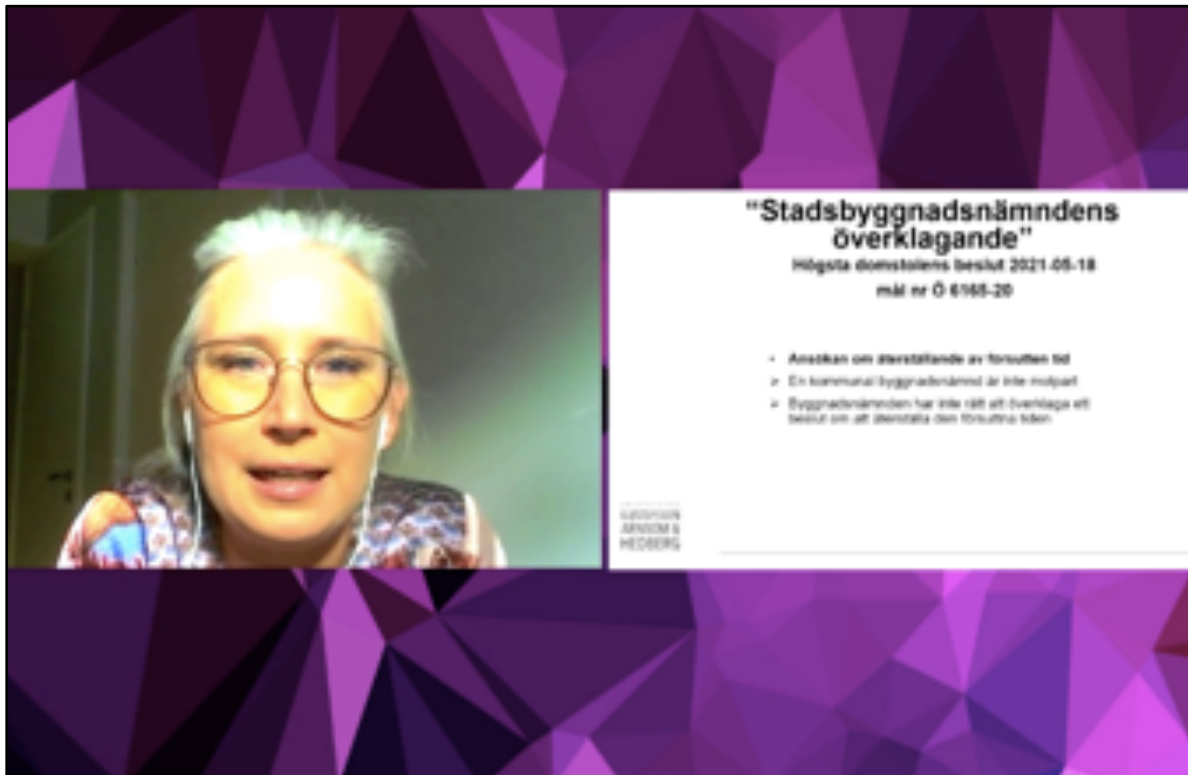 "Stadsbyggnadsnämndens
överklagande"
Högsta domstolens beslut 2021-05-18
mål nr Ö 6165-20
• Ansökan om återställande av försutten tid
➢ En kommunal byggnadsnämnd är inte motpart
➢ Byggnadsnämnden har inte rätt att överklaga ett
beslut om att återställa den försuttna tiden
HEDBERG